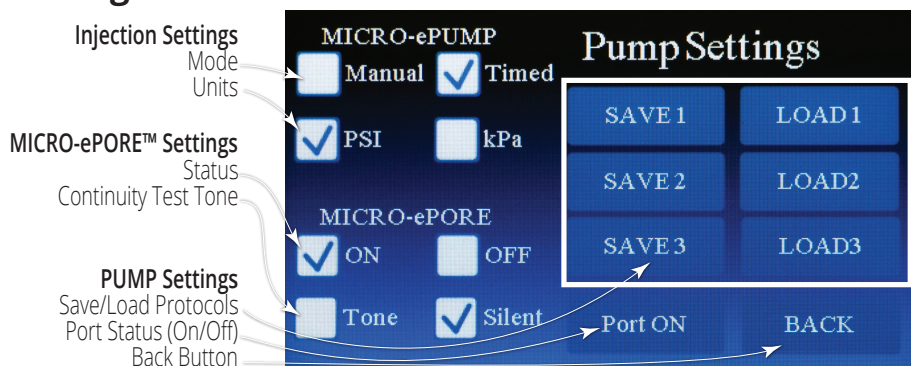 Injection Settings
Mode
Units
MICRO-ePORE™ Settings
Status
Continuity Test Tone
PUMP Settings
Save/Load Protocols
Port Status (On/Off)
Back Button
MICRO-ePUMP
Manual Timed
PSI kPa
MICRO-ePORE
ON OFF
Tone Silent
Pump Settings
SAVE 1 LOAD 1
SAVE 2 LOAD2
SAVE 3 LOAD3
Port ON BACK